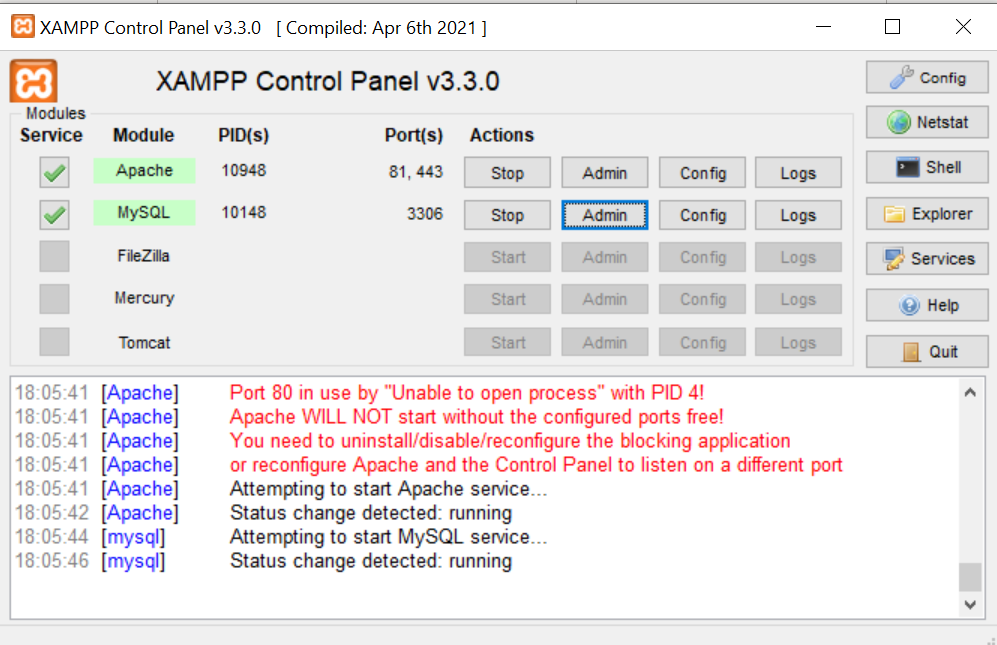 XAMPP Control Panel v3.3.0 [ Compiled: Apr 6th 2021 ]
XAMPP Control Panel v3.3.0
Config
Modules
Service Module PID(s) Port(s) Actions
Netstat
Apache 10948 81, 443 Stop Admin Config Logs
Shell
MySQL 10148 3306 Stop Admin Config Logs
Explorer
FileZilla Start Admin Config Logs
Services
Mercury Start Admin Config Logs
Help
Tomcat Start Admin Config Logs
Quit
18:05:41 [Apache] Port 80 in use by "Unable to open process" with PID 4!
18:05:41 [Apache] Apache WILL NOT start without the configured ports free!
18:05:41 [Apache] You need to uninstall/disable/reconfigure the blocking application
18:05:41 [Apache] or reconfigure Apache and the Control Panel to listen on a different port
18:05:41 [Apache] Attempting to start Apache service...
18:05:42 [Apache] Status change detected: running
18:05:44 [mysql] Attempting to start MySQL service...
18:05:46 [mysql] Status change detected: running